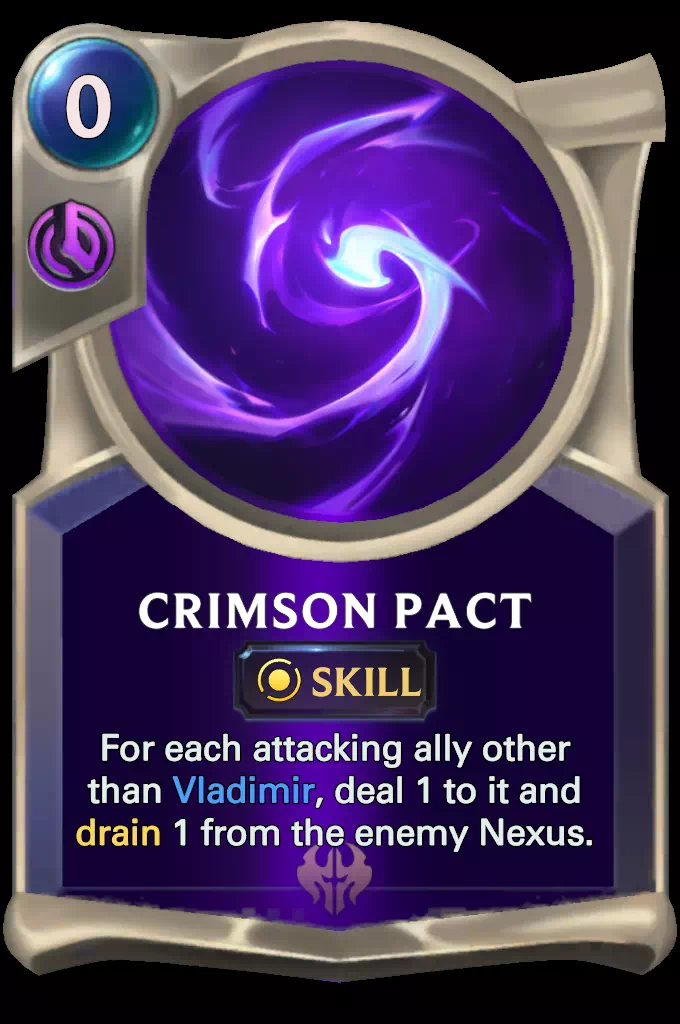 0
CRIMSON PACT
SKILL
For each attacking ally other
than Vladimir, deal 1 to it and
drain 1 from the enemy Nexus.